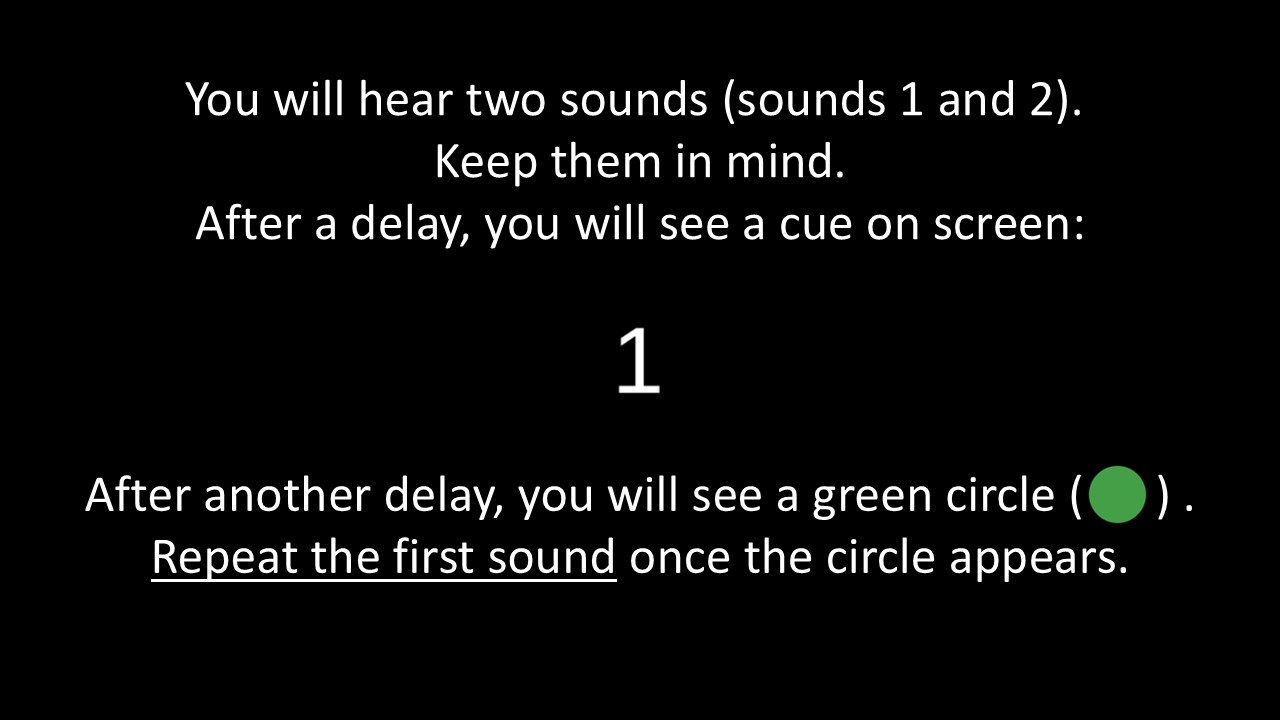 You will hear two sounds (sounds 1 and 2).
Keep them in mind.
After a delay, you will see a cue on screen:
1
After another delay, you will see a green circle ( ) .
Repeat the first sound once the circle appears.